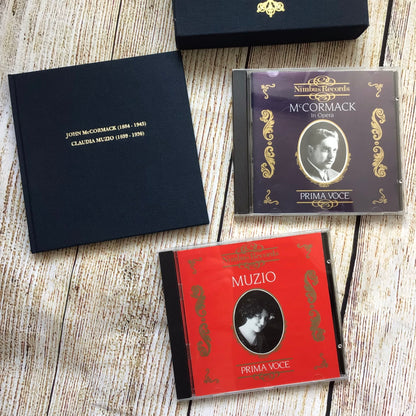 JOHN McCORMACK (1884 - 1945)
CLAUDIA MUZIO (1889 - 1936)
Nimbus Records
McCORMACK
In Opera
PRIMA VOCE
Nimbus Records
MUZIO
PRIMA VOCE